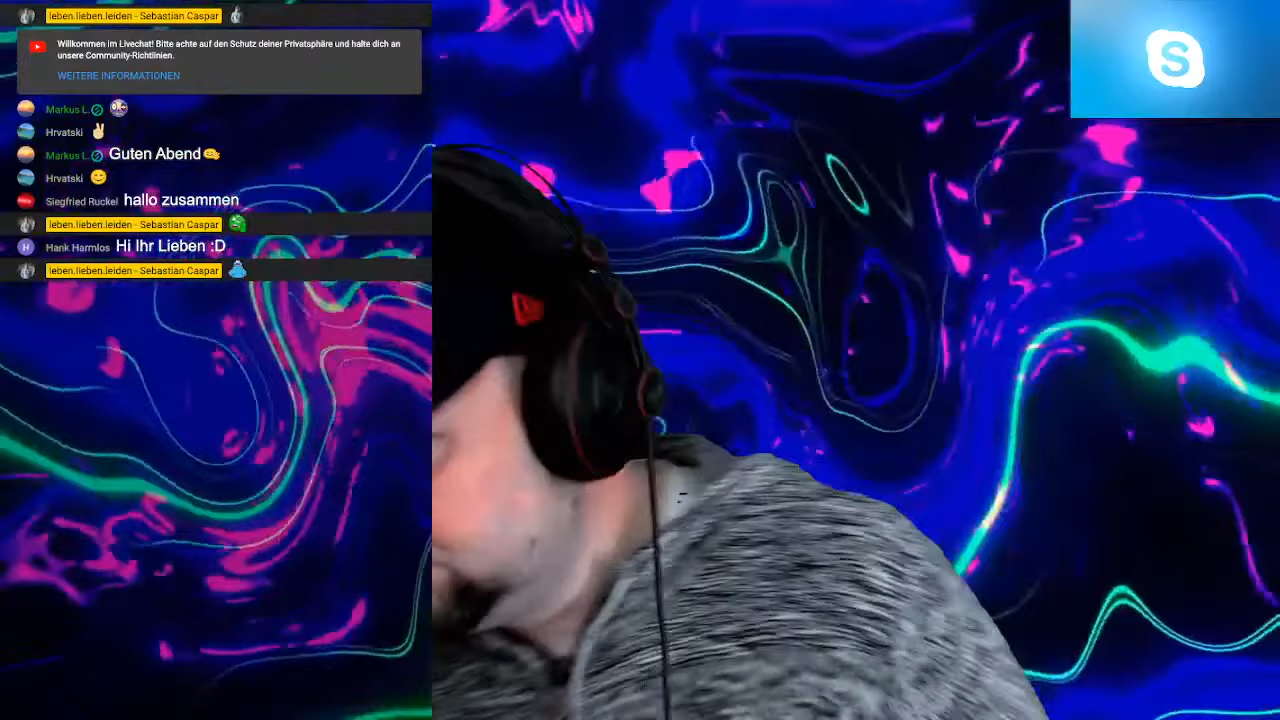 leben.lieben.leiden - Sebastian Caspar
Willkommen im Livechat! Bitte achte auf den Schutz deiner Privatsphäre und halte dich an
unsere Community-Richtlinien.
WEITERE INFORMATIONEN
Markus L.
Hrvatski
Markus L. Guten Abend
Hrvatski
Siegfried Ruckel hallo zusammen
leben.lieben.leiden - Sebastian Caspar
H Hank Harmlos Hi Ihr Lieben :D
leben.lieben.leiden - Sebastian Caspar
S